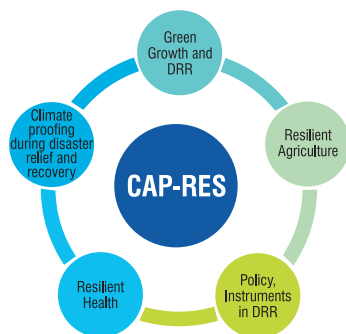 Green
Growth and
DRR
Climate
proofing
during disaster
relief and
recovery
Resilient
Agriculture
CAP-RES
Resilient
Health
Policy,
Instruments
in DRR